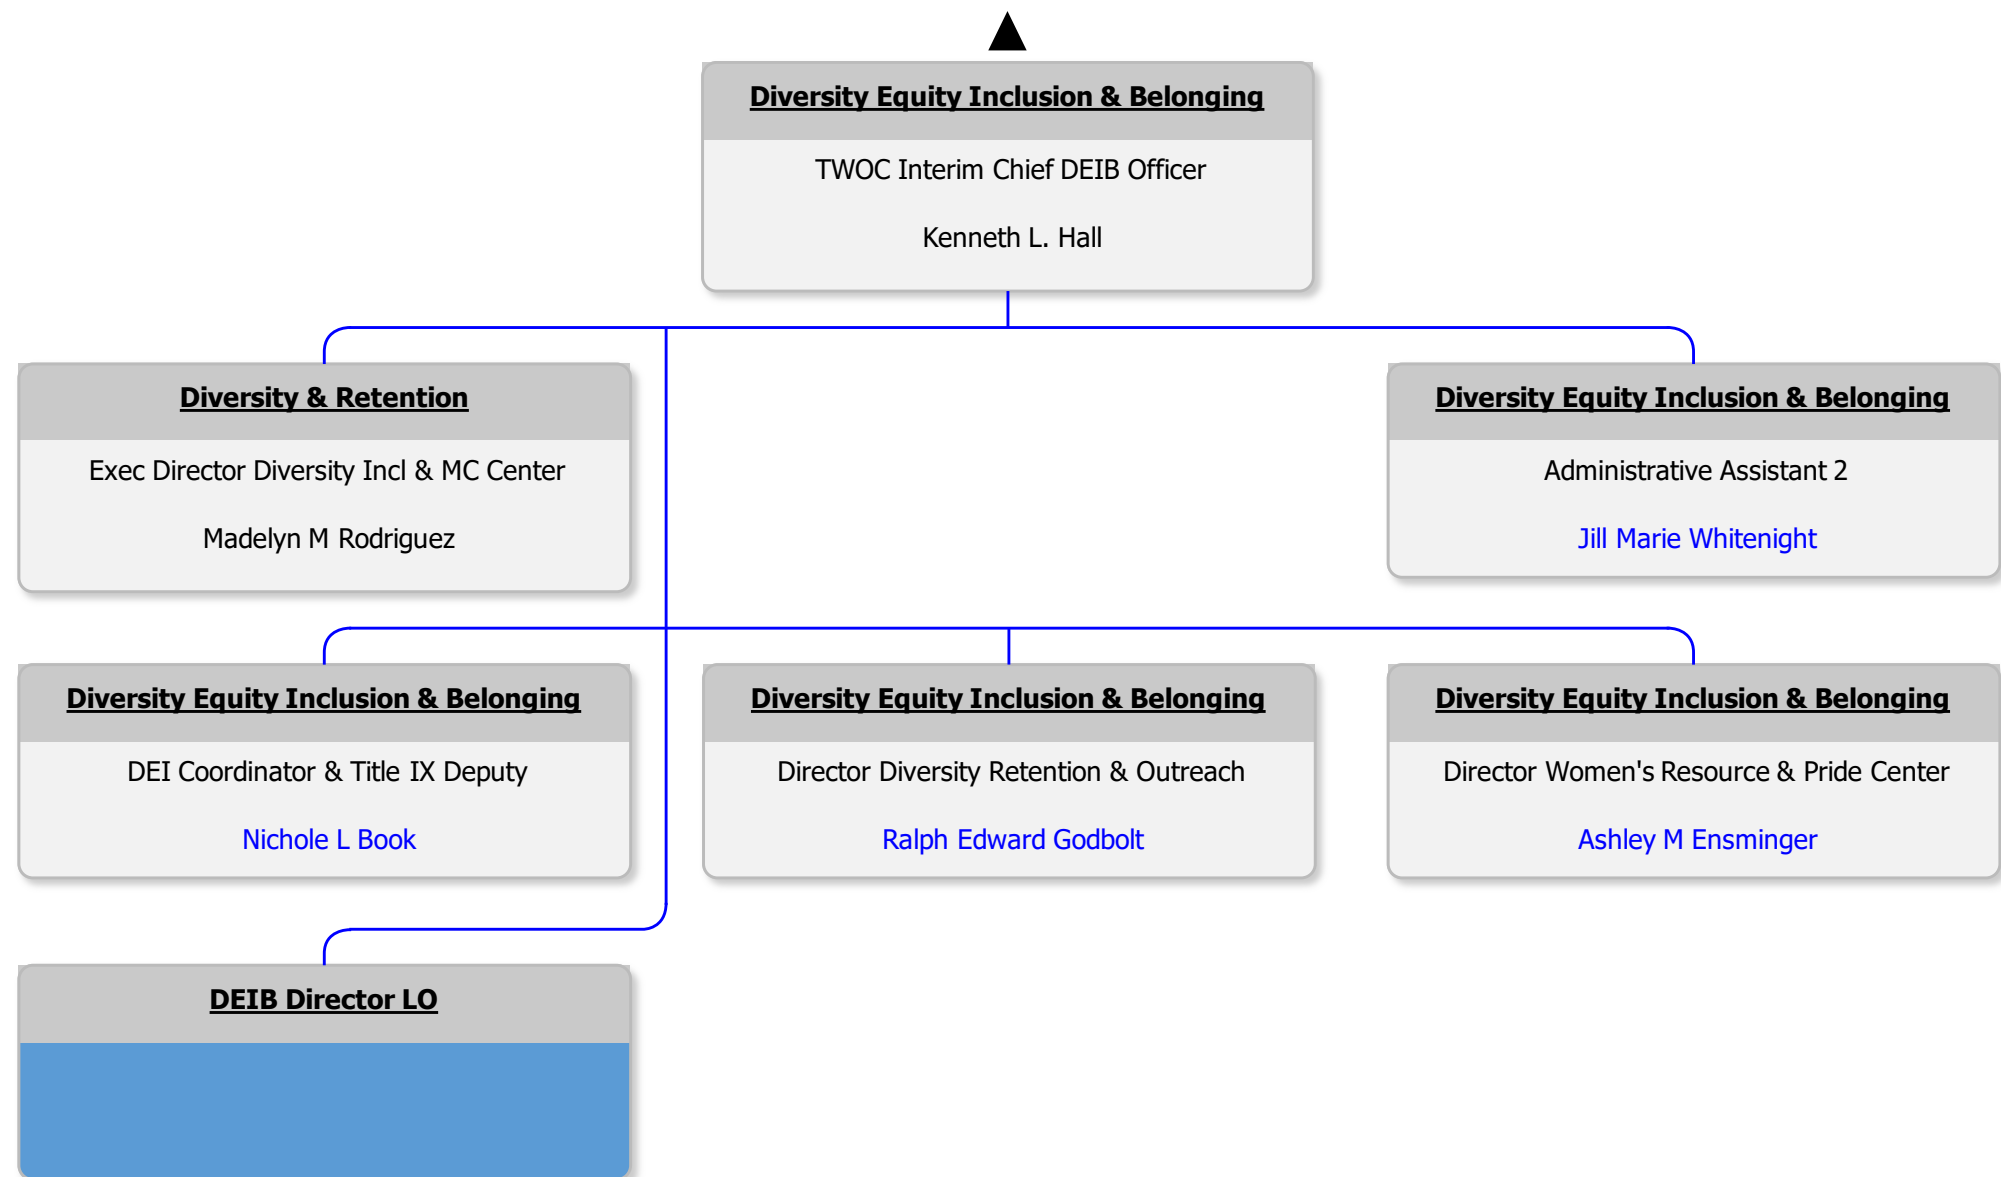 Diversity Equity Inclusion & Belonging
TWOC Interim Chief DEIB Officer
Kenneth L. Hall
Diversity & Retention
Exec Director Diversity Incl & MC Center
Madelyn M Rodriguez
Diversity Equity Inclusion & Belonging
Administrative Assistant 2
Jill Marie Whitenight
Diversity Equity Inclusion & Belonging
DEI Coordinator & Title IX Deputy
Nichole L Book
Diversity Equity Inclusion & Belonging
Director Diversity Retention & Outreach
Ralph Edward Godbolt
Diversity Equity Inclusion & Belonging
Director Women's Resource & Pride Center
Ashley M Ensminger
DEIB Director LO